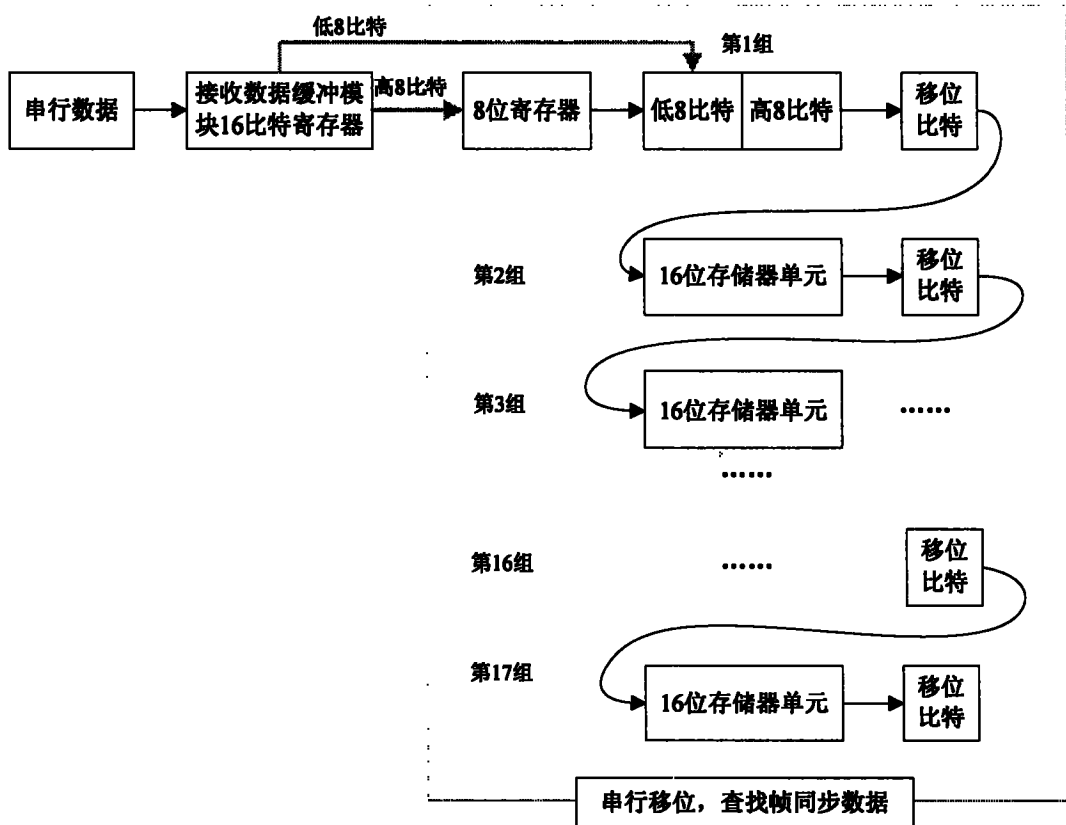 低8比特
第1组
串行数据
接收数据缓冲模
块16比特寄存器
高8比特
8位寄存器
低8比特
高8比特
移位
比特
第2组
16位存储器单元
移位
比特
第3组
16位存储器单元
……
……
第16组
……
移位
比特
第17组
16位存储器单元
移位
比特
串行移位，查找帧同步数据